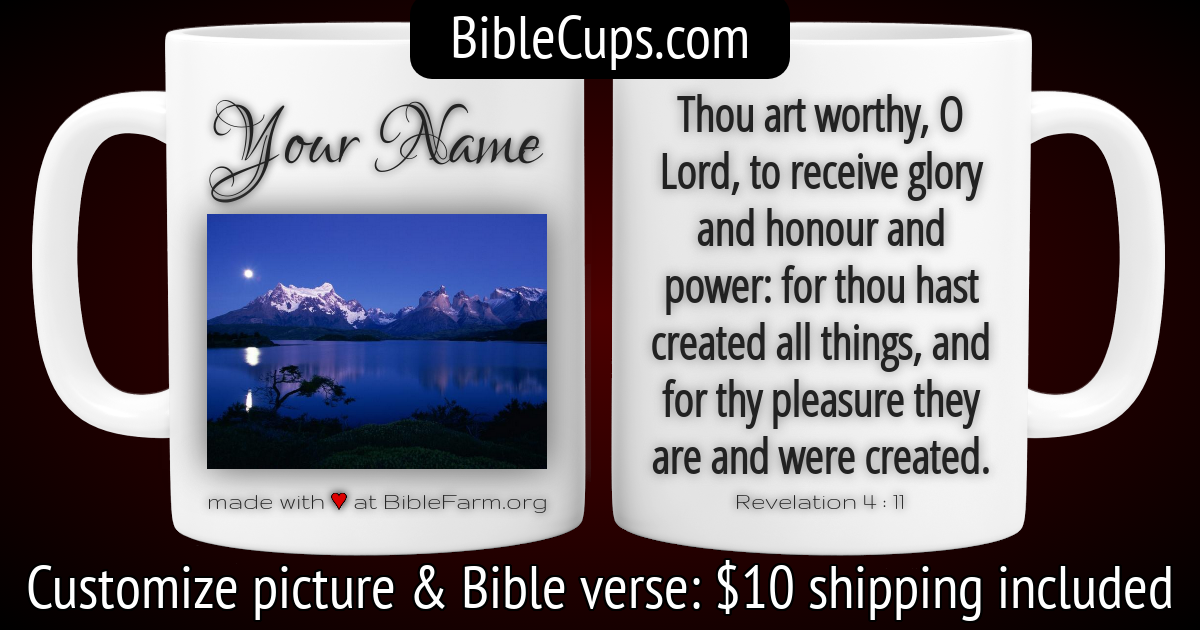 BibleCups.com
Your Name
made with ♥ at BibleFarm.org
Thou art worthy, O
Lord, to receive glory
and honour and
power: for thou hast
created all things, and
for thy pleasure they
are and were created.
Revelation 4 : 11
Customize picture & Bible verse: $10 shipping included